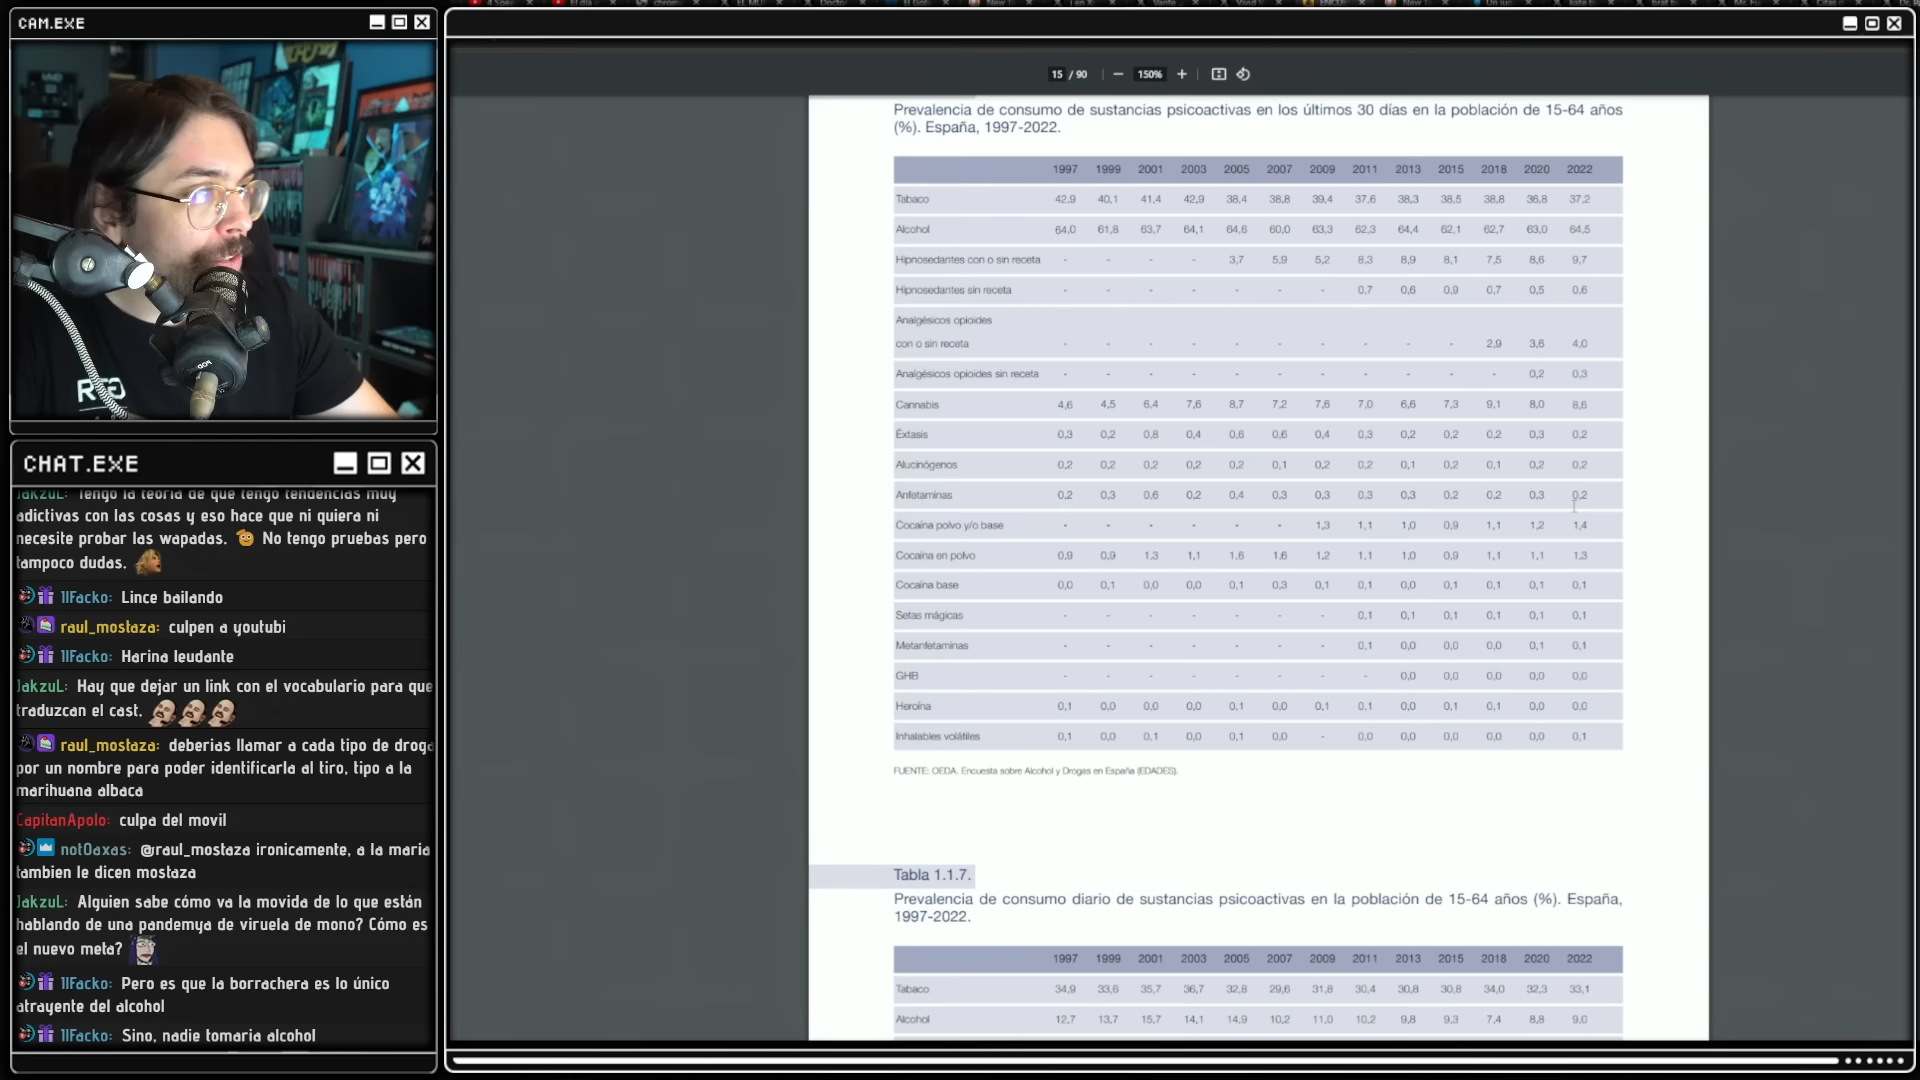 CAM.EXE
15 / 90
150%
Prevalencia de consumo de sustancias psicoactivas en los últimos 30 días en la población de 15-64 años
(%). España, 1997-2022.
1997 1999 2001 2003 2005 2007 2009 2011 2013 2015 2018 2020 2022
Tabaco 42,9 40,1 41,4 42,9 38,4 38,8 39,4 37,6 38,3 38,5 38,8 36,8 37,2
Alcohol 64,0 61,8 63,7 64,1 64,6 60,0 63,3 62,3 64,4 62,1 62,7 63,0 64,5
Hipnosedantes con o sin receta - - - - 3,7 5,9 5,2 8,3 8,9 8,1 7,5 8,6 9,7
Hipnosedantes sin receta - - - - - - - 0,7 0,6 0,9 0,7 0,5 0,6
Analgésicos opioides
con o sin receta - - - - - - - - - - 2,9 3,6 4,0
Analgésicos opioides sin receta - - - - - - - - - - - 0,2 0,3
Cannabis 4,6 4,5 6,4 7,6 8,7 7,2 7,6 7,0 6,6 7,3 9,1 8,0 8,6
Éxtasis 0,3 0,2 0,8 0,4 0,6 0,6 0,4 0,3 0,2 0,2 0,2 0,3 0,2
Alucinógenos 0,2 0,2 0,2 0,2 0,2 0,1 0,2 0,2 0,1 0,2 0,1 0,2 0,2
Anfetaminas 0,2 0,3 0,6 0,2 0,4 0,3 0,3 0,3 0,3 0,2 0,2 0,3 0,2
Cocaína polvo y/o base - - - - - - 1,3 1,1 1,0 0,9 1,1 1,2 1,4
Cocaína en polvo 0,9 0,9 1,3 1,1 1,6 1,6 1,2 1,1 1,0 0,9 1,1 1,1 1,3
Cocaína base 0,0 0,1 0,0 0,0 0,1 0,3 0,1 0,1 0,0 0,1 0,1 0,1 0,1
Setas mágicas - - - - - - - 0,1 0,1 0,1 0,1 0,1 0,1
Metanfetaminas - - - - - - - 0,1 0,0 0,0 0,0 0,1 0,1
GHB - - - - - - - - 0,0 0,0 0,0 0,0 0,0
Heroína 0,1 0,0 0,0 0,0 0,1 0,0 0,1 0,1 0,0 0,1 0,1 0,0 0,0
Inhalables volátiles 0,1 0,0 0,1 0,0 0,1 0,0 - 0,0 0,0 0,0 0,0 0,0 0,1
FUENTE: OEDA. Encuesta sobre Alcohol y Drogas en España (EDADES).
Tabla 1.1.7.
Prevalencia de consumo diario de sustancias psicoactivas en la población de 15-64 años (%). España,
1997-2022.
1997 1999 2001 2003 2005 2007 2009 2011 2013 2015 2018 2020 2022
Tabaco 34,9 33,6 35,7 36,7 32,8 29,6 31,8 30,4 30,8 30,8 34,0 32,3 33,1
Alcohol 12,7 13,7 15,7 14,1 14,9 10,2 11,0 10,2 9,8 9,3 7,4 8,8 9,0
CHAT.EXE
JakzuL: Tengo la teoría de que tengo tendencias muy
adictivas con las cosas y eso hace que ni quiera ni
necesite probar las wapadas. No tengo pruebas pero
tampoco dudas.
11Facko: Lince bailando
raul_mostaza: culpen a youtubi
11Facko: Harina leudante
JakzuL: Hay que dejar un link con el vocabulario para que
traduzcan el cast.
raul_mostaza: deberias llamar a cada tipo de droga
por un nombre para poder identificarla al tiro, tipo a la
marihuana albaca
CapitanApolo: culpa del movil
notOaxas: @raul_mostaza ironicamente, a la maria
tambien le dicen mostaza
JakzuL: Alguien sabe cómo va la movida de lo que están
hablando de una pandemya de viruela de mono? Cómo es
el nuevo meta?
11Facko: Pero es que la borrachera es lo único
atrayente del alcohol
11Facko: Sino, nadie tomaria alcohol